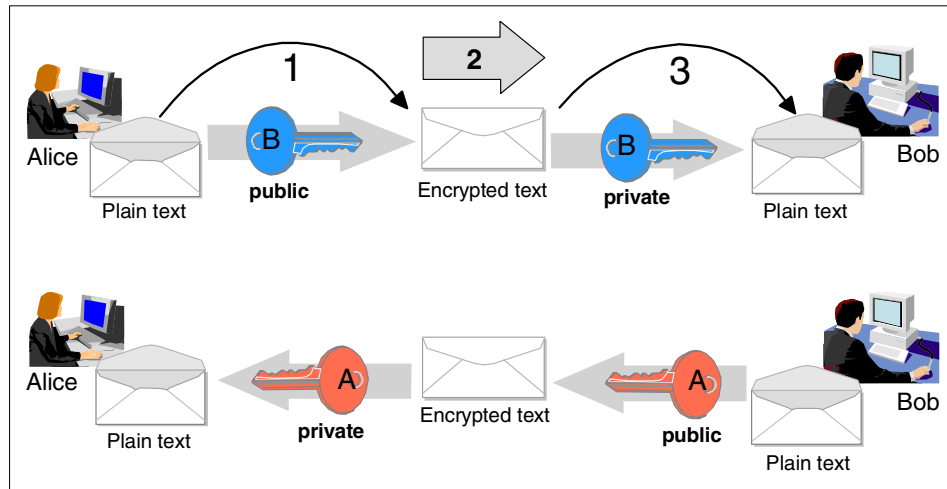 1
2
3
B
B
Alice
Bob
public
Encrypted text
private
Plain text
Plain text
Alice
A
A
Bob
private
Encrypted text
public
Plain text
Plain text